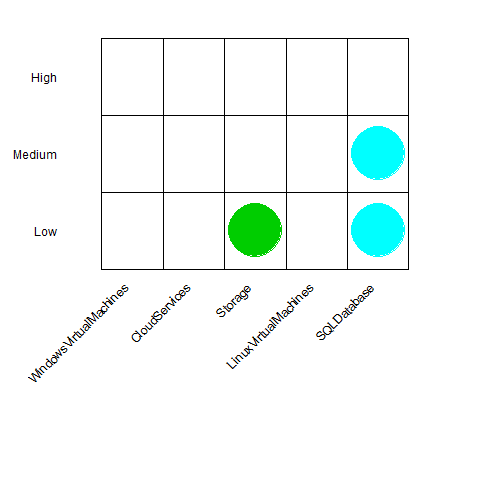 High
Medium
Low
WindowsVirtualMachines
CloudServices
Storage
LinuxVirtualMachines
SQLDatabase